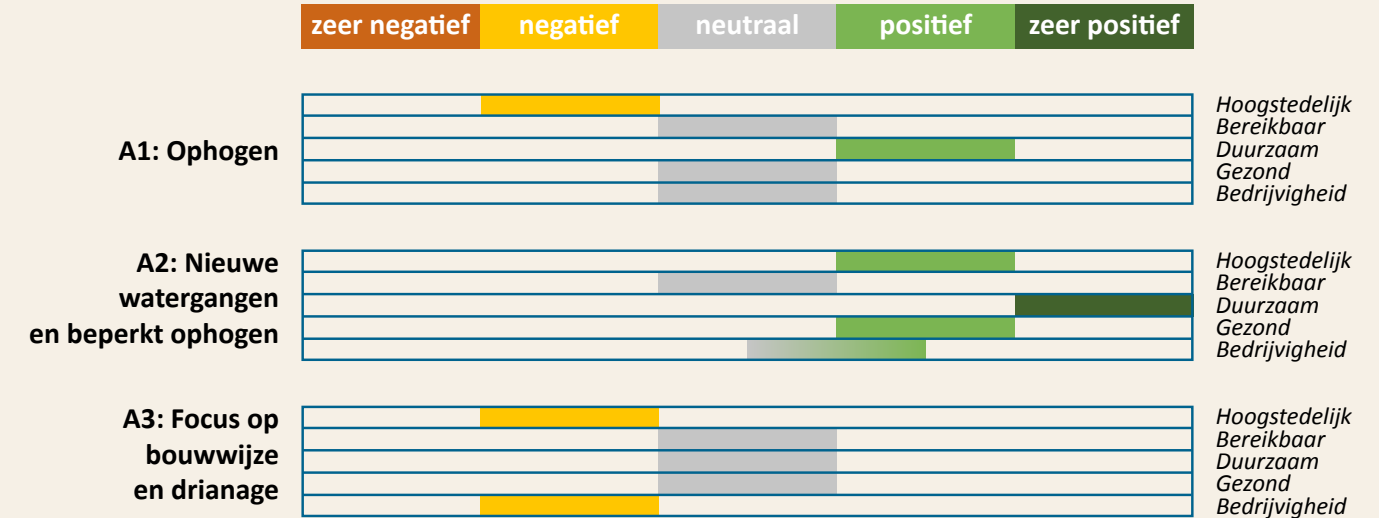 zeer negatief negatief neutraal positief zeer positief
A1: Ophogen
Hoogstedelijk
Bereikbaar
Duurzaam
Gezond
Bedrijvigheid
A2: Nieuwe
watergangen
en beperkt ophogen
Hoogstedelijk
Bereikbaar
Duurzaam
Gezond
Bedrijvigheid
A3: Focus op
bouwwijze
en drianage
Hoogstedelijk
Bereikbaar
Duurzaam
Gezond
Bedrijvigheid